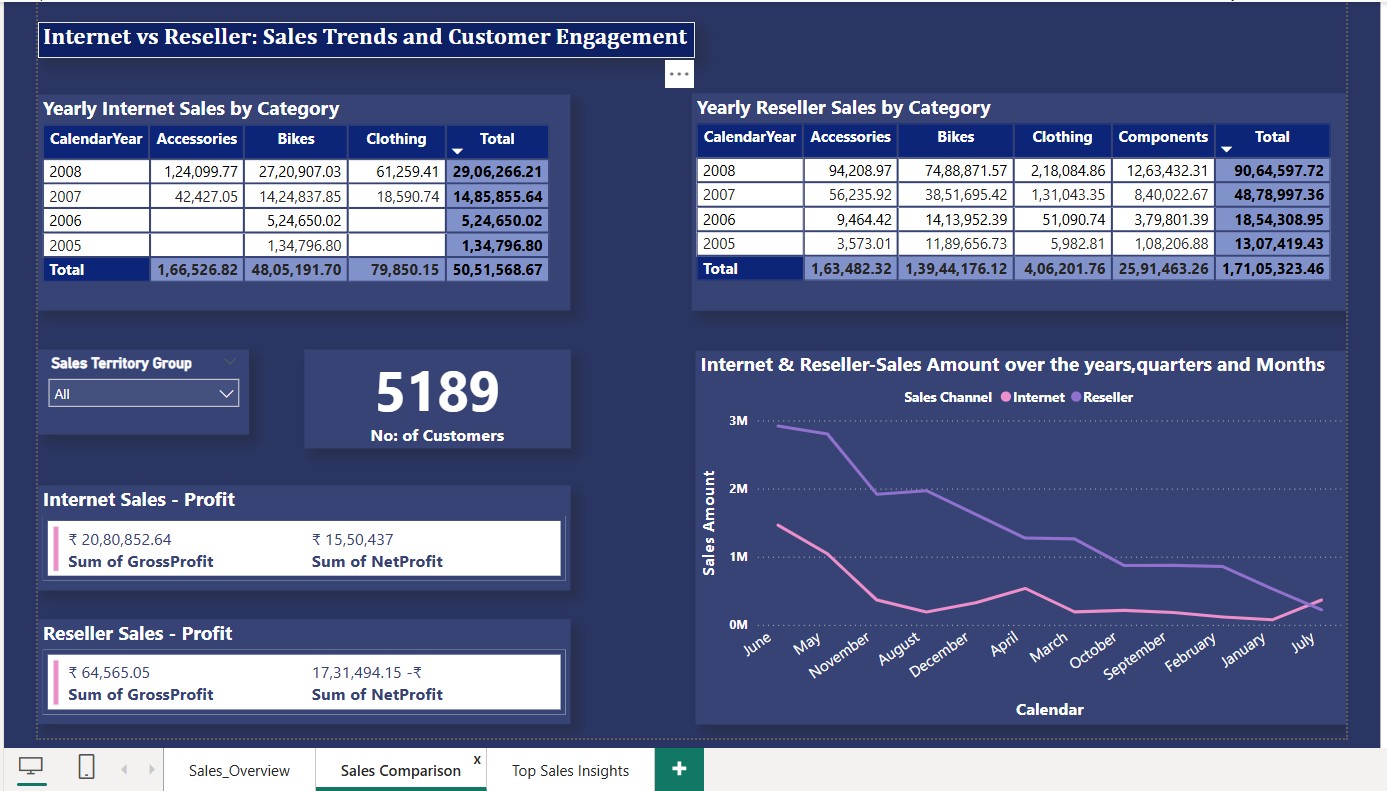 Internet vs Reseller: Sales Trends and Customer Engagement
...
Yearly Internet Sales by Category
CalendarYear Accessories Bikes Clothing Total
2008 1,24,099.77 27,20,907.03 61,259.41 29,06,266.21
2007 42,427.05 14,24,837.85 18,590.74 14,85,855.64
2006 5,24,650.02 5,24,650.02
2005 1,34,796.80 1,34,796.80
Total 1,66,526.82 48,05,191.70 79,850.15 50,51,568.67
Yearly Reseller Sales by Category
CalendarYear Accessories Bikes Clothing Components Total
2008 94,208.97 74,88,871.57 2,18,084.86 12,63,432.31 90,64,597.72
2007 56,235.92 38,51,695.42 1,31,043.35 8,40,022.67 48,78,997.36
2006 9,464.42 14,13,952.39 51,090.74 3,79,801.39 18,54,308.95
2005 3,573.01 11,89,656.73 5,982.81 1,08,206.88 13,07,419.43
Total 1,63,482.32 1,39,44,176.12 4,06,201.76 25,91,463.26 1,71,05,323.46
Sales Territory Group
All
5189
No: of Customers
Internet Sales - Profit
₹ 20,80,852.64 ₹ 15,50,437
Sum of GrossProfit Sum of NetProfit
Reseller Sales - Profit
₹ 64,565.05 17,31,494.15 -₹
Sum of GrossProfit Sum of NetProfit
Internet & Reseller-Sales Amount over the years,quarters and Months
Sales Channel Internet Reseller
Sales Amount
3M
2M
1M
0M
June May November August December April March October September February January July
Calendar
Sales_Overview Sales Comparison x Top Sales Insights +